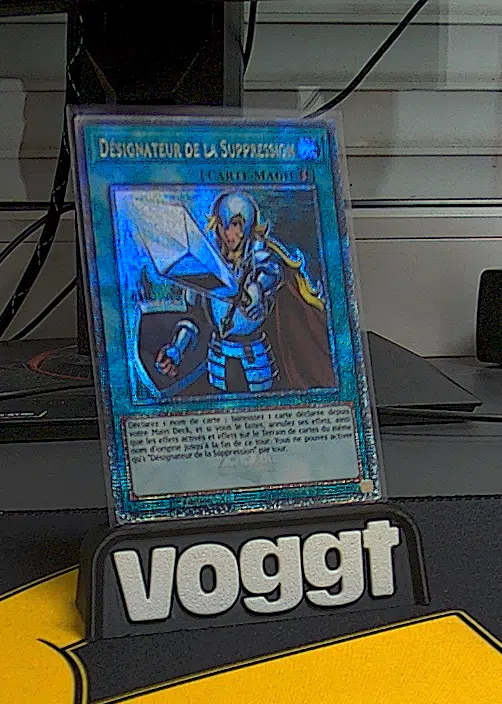 Désignateur de la Suppression
[Carte Magie
Déclarez 1 nom de carte ; bannissez 1 carte déclarée depuis
votre Main Deck, et si vous le faites, annulez ses effets, ainsi
que les effets activés et effets sur le Terrain de cartes du même
nom d'origine jusqu'à la fin de ce tour. Vous ne pouvez activer
qu'1 "Désignateur de la Suppression" par tour.
voggt